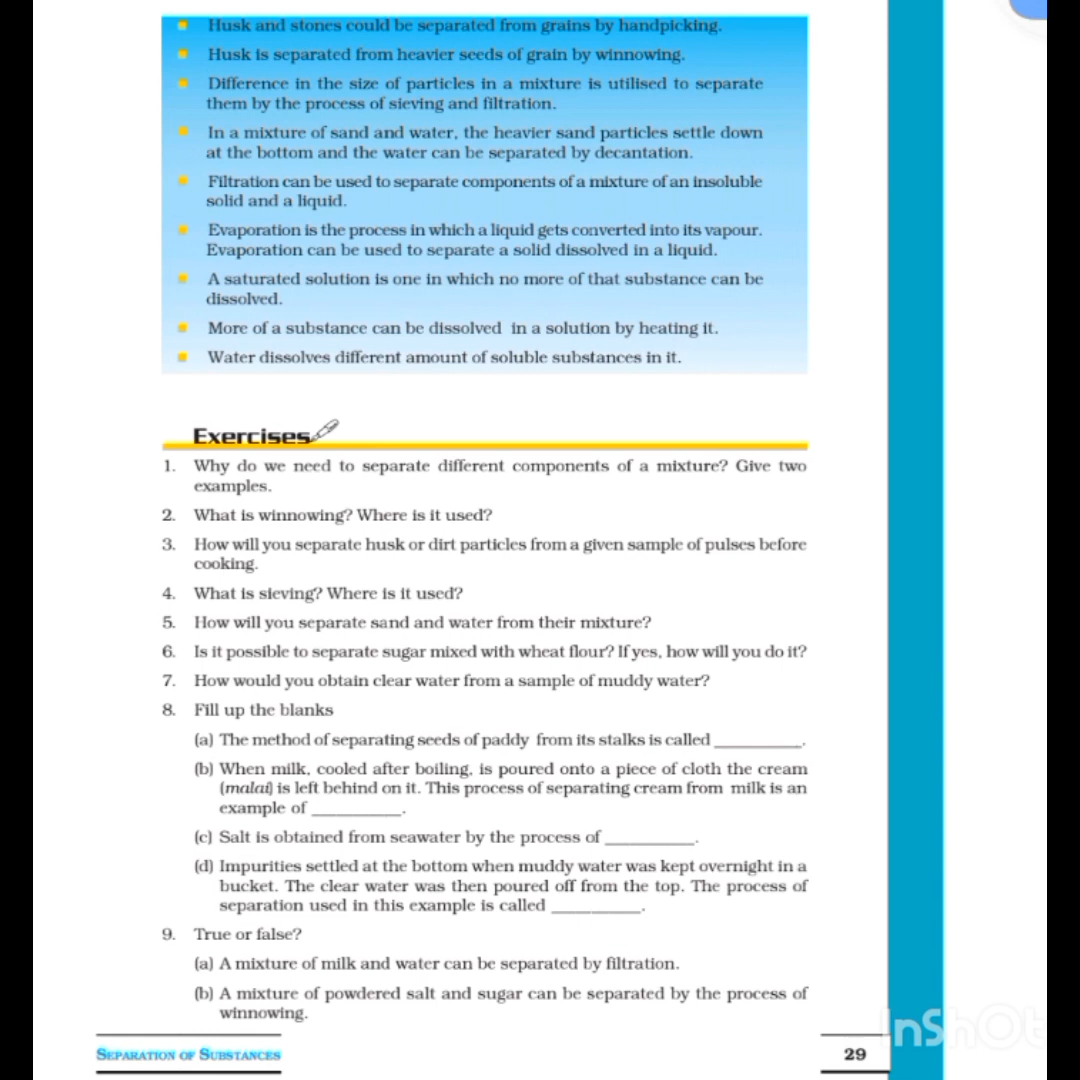 Husk and stones could be separated from grains by handpicking.
Husk is separated from heavier seeds of grain by winnowing.
Difference in the size of particles in a mixture is utilised to separate
them by the process of sieving and filtration.
In a mixture of sand and water, the heavier sand particles settle down
at the bottom and the water can be separated by decantation.
Filtration can be used to separate components of a mixture of an insoluble
solid and a liquid.
Evaporation is the process in which a liquid gets converted into its vapour.
Evaporation can be used to separate a solid dissolved in a liquid.
A saturated solution is one in which no more of that substance can be
dissolved.
More of a substance can be dissolved in a solution by heating it.
Water dissolves different amount of soluble substances in it.
Exercises
1. Why do we need to separate different components of a mixture? Give two
examples.
2. What is winnowing? Where is it used?
3. How will you separate husk or dirt particles from a given sample of pulses before
cooking.
4. What is sieving? Where is it used?
5. How will you separate sand and water from their mixture?
6. Is it possible to separate sugar mixed with wheat flour? If yes, how will you do it?
7. How would you obtain clear water from a sample of muddy water?
8. Fill up the blanks
(a) The method of separating seeds of paddy from its stalks is called _________.
(b) When milk, cooled after boiling, is poured onto a piece of cloth the cream
(malai) is left behind on it. This process of separating cream from milk is an
example of _________.
(c) Salt is obtained from seawater by the process of _________.
(d) Impurities settled at the bottom when muddy water was kept overnight in a
bucket. The clear water was then poured off from the top. The process of
separation used in this example is called _________.
9. True or false?
(a) A mixture of milk and water can be separated by filtration.
(b) A mixture of powdered salt and sugar can be separated by the process of
winnowing.
SEPARATION OF SUBSTANCES
29
InShOt